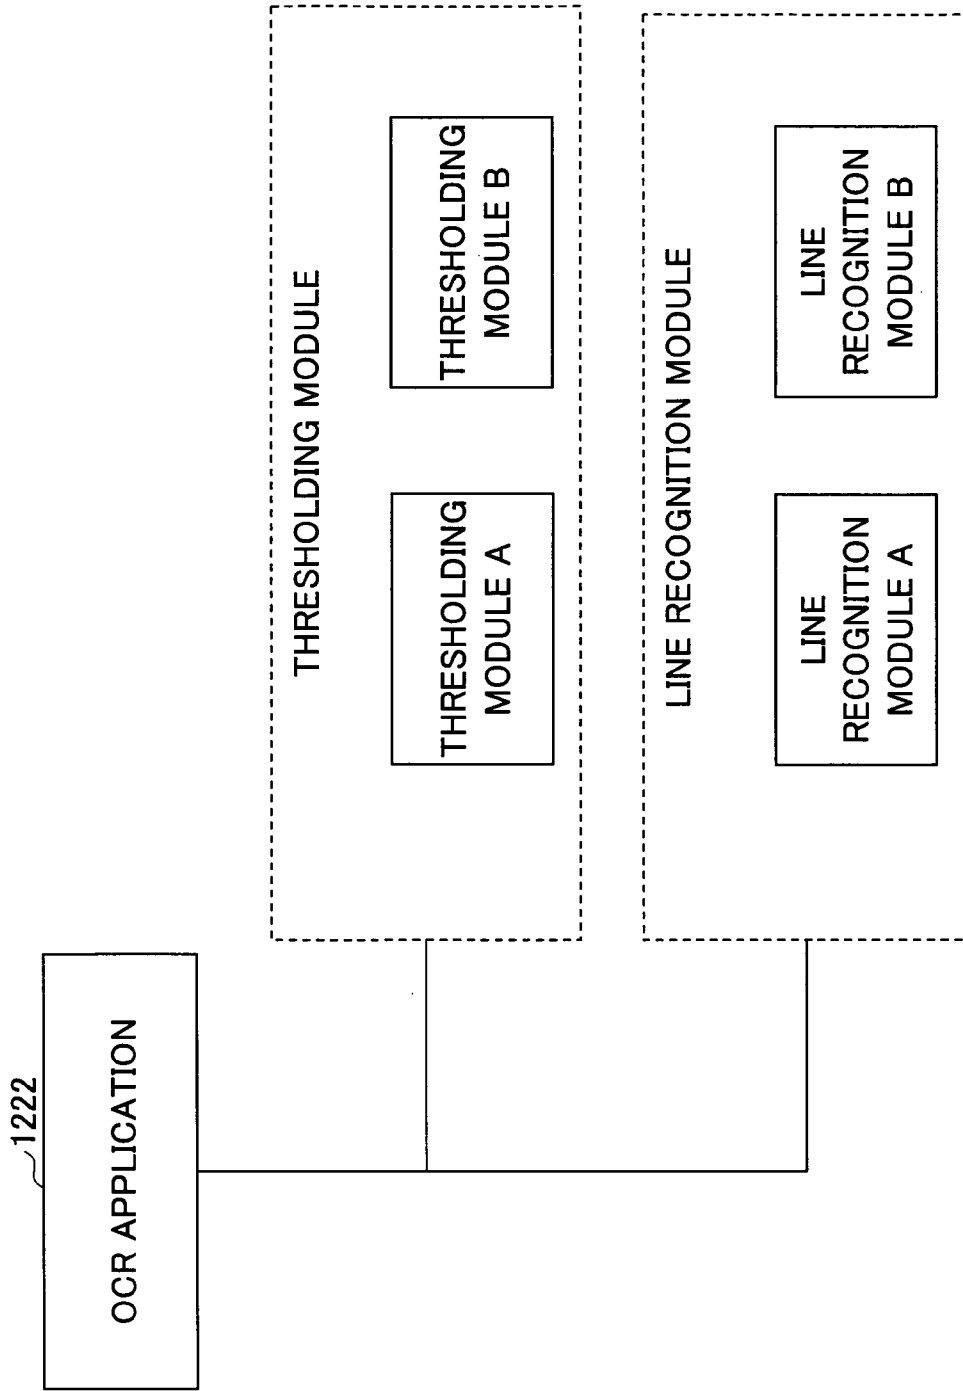 1222
OCR APPLICATION
THRESHOLDING MODULE
THRESHOLDING
MODULE A
THRESHOLDING
MODULE B
LINE RECOGNITION MODULE
LINE
RECOGNITION
MODULE A
LINE
RECOGNITION
MODULE B